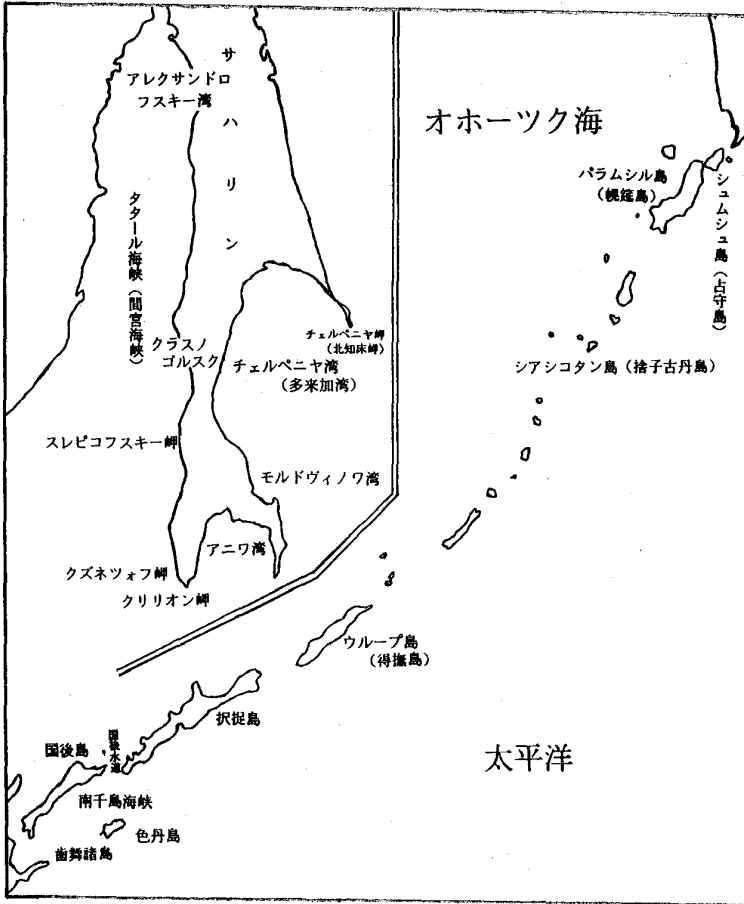 サハリン
アレクサンドロ
フスキー湾
オホーツク海
パラムシル島
(幌筵島)
シュムシュ島(占守島)
タタール海峡(間宮海峡)
チェルペニヤ岬
(北知床岬)
クラスノ
ゴルスク
チェルペニヤ湾
(多来加湾)
シアシコタン島(捨子古丹島)
スレピコフスキー岬
モルドヴィノワ湾
アニワ湾
クズネツォフ岬
クリリオン岬
ウループ島
(得撫島)
択捉島
国後水道
国後島
太平洋
南千島海峡
色丹島
歯舞諸島